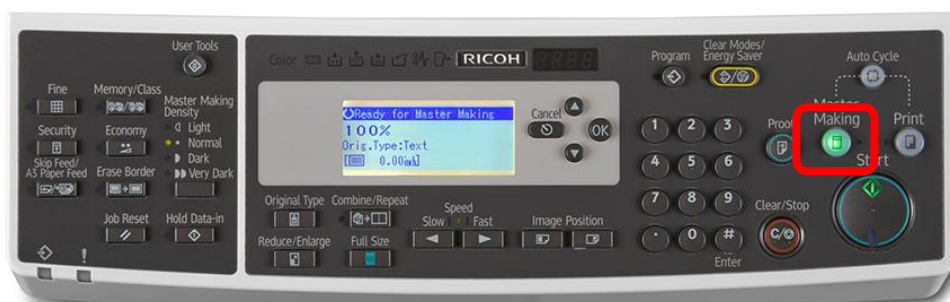 User Tools
Fine
Memory/Class
Master Making
Density
Light
Normal
Dark
Very Dark
Security
Economy
Skip Feed/
A3 Paper Feed
Erase Border
Job Reset
Hold Data-in
Color
RICOH
Ready for Master Making
100%
Orig.Type:Text
Cancel
OK
Original Type
Combine/Repeat
Speed
Slow
Fast
Image Position
Reduce/Enlarge
Full Size
Program
Clear Modes/
Energy Saver
Auto Cycle
Master
Making
Print
Proof
Start
1 2 3
4 5 6
7 8 9
. 0 #
Enter
Clear/Stop
C/